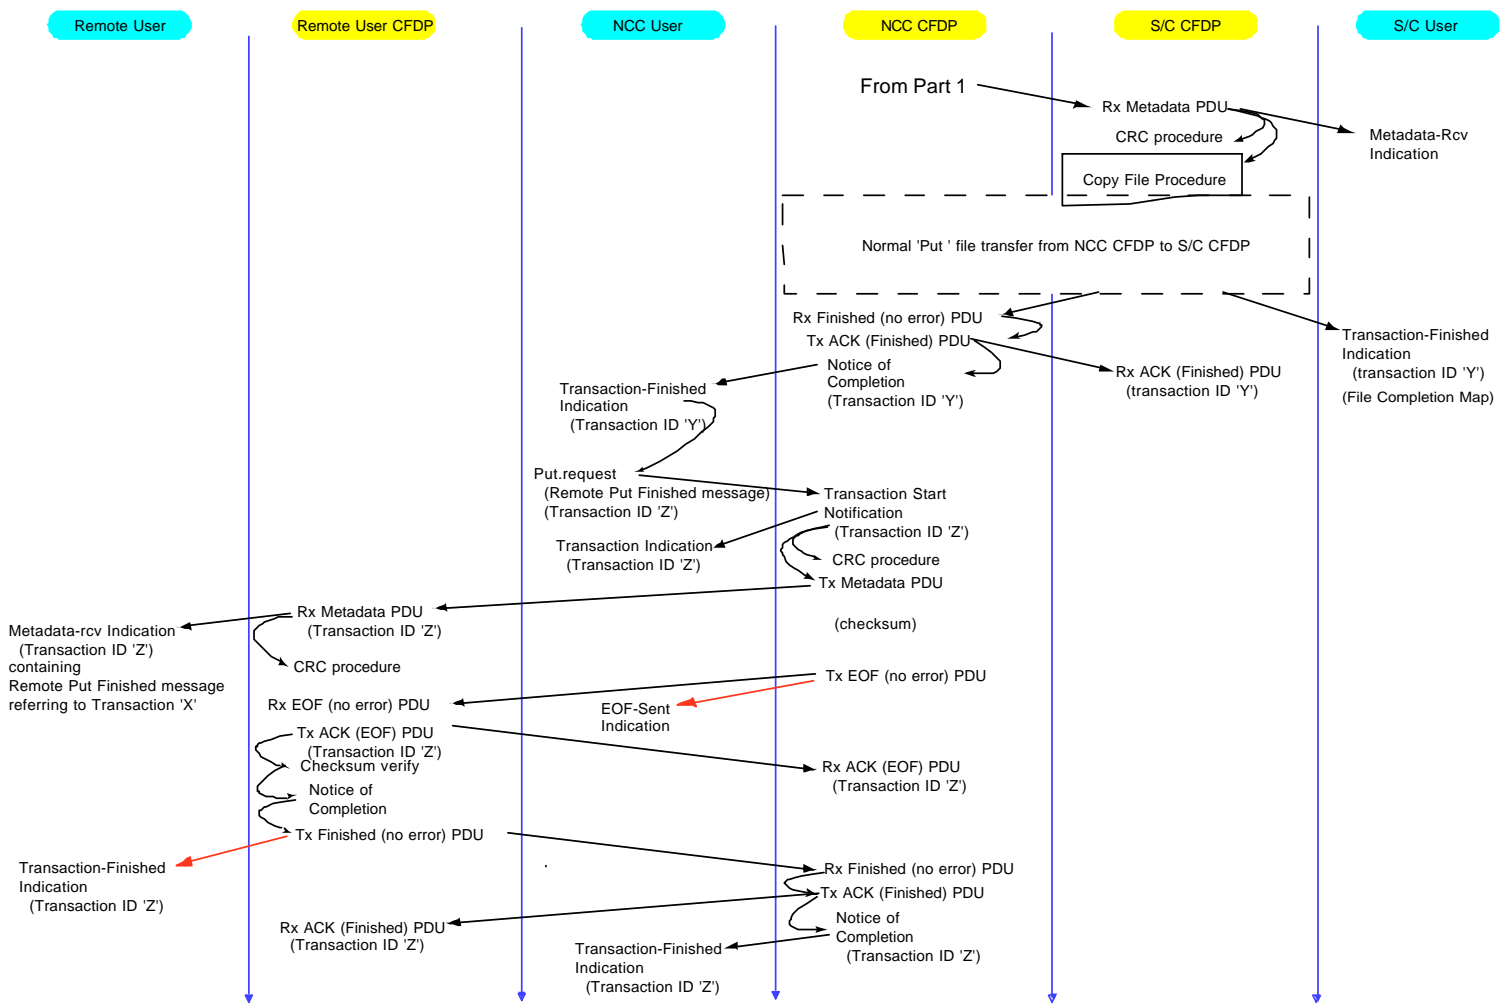 Remote User
Remote User CFDP
NCC User
NCC CFDP
S/C CFDP
S/C User
From Part 1
Rx Metadata PDU
CRC procedure
Metadata-Rcv
Indication
Copy File Procedure
Normal 'Put ' file transfer from NCC CFDP to S/C CFDP
Rx Finished (no error) PDU
Tx ACK (Finished) PDU
Notice of
Completion
(Transaction ID 'Y')
Rx ACK (Finished) PDU
(transaction ID 'Y')
Transaction-Finished
Indication
(transaction ID 'Y')
(File Completion Map)
Transaction-Finished
Indication
(Transaction ID 'Y')
Put.request
(Remote Put Finished message)
(Transaction ID 'Z')
Transaction Start
Notification
(Transaction ID 'Z')
Transaction Indication
(Transaction ID 'Z')
CRC procedure
Tx Metadata PDU
(checksum)
Rx Metadata PDU
(Transaction ID 'Z')
Metadata-rcv Indication
(Transaction ID 'Z')
containing
Remote Put Finished message
referring to Transaction 'X'
CRC procedure
Tx EOF (no error) PDU
EOF-Sent
Indication
Rx EOF (no error) PDU
Tx ACK (EOF) PDU
(Transaction ID 'Z')
Checksum verify
Rx ACK (EOF) PDU
(Transaction ID 'Z')
Notice of
Completion
Tx Finished (no error) PDU
Transaction-Finished
Indication
(Transaction ID 'Z')
Rx Finished (no error) PDU
Tx ACK (Finished) PDU
Rx ACK (Finished) PDU
(Transaction ID 'Z')
Notice of
Completion
(Transaction ID 'Z')
Transaction-Finished
Indication
(Transaction ID 'Z')